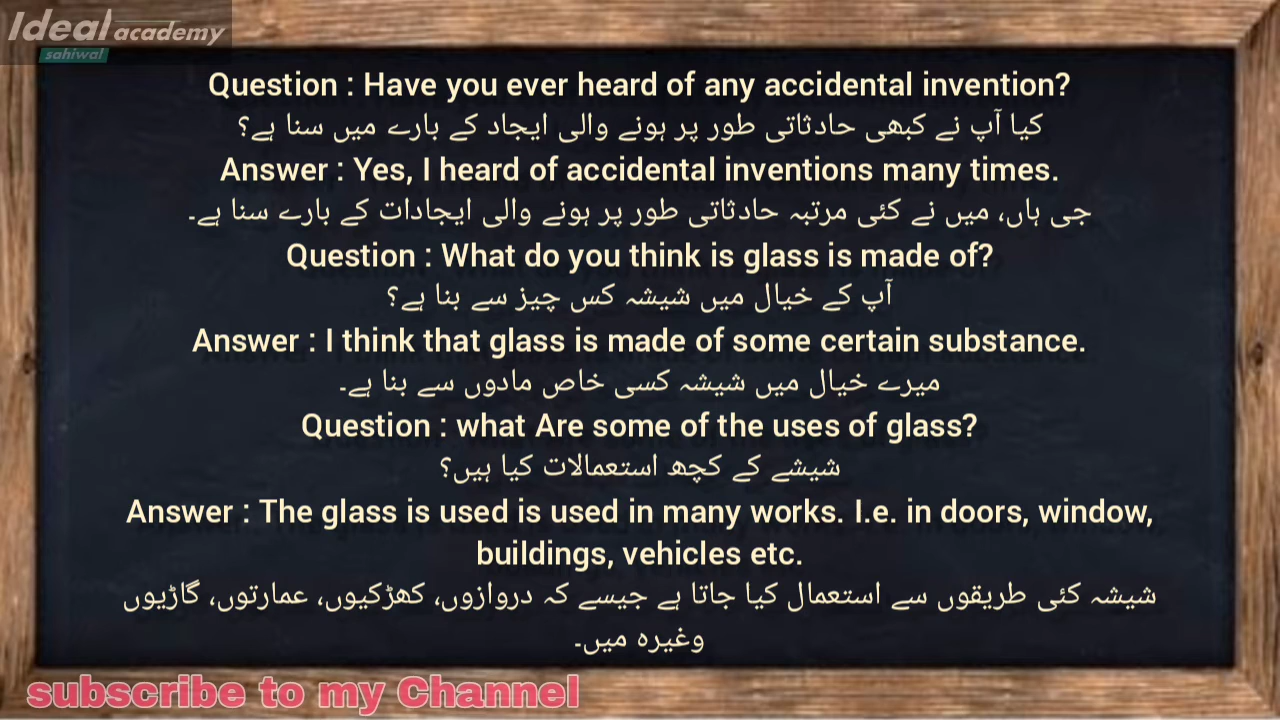 Ideal academy
sahiwal
Question : Have you ever heard of any accidental invention?
کیا آپ نے کبھی حادثاتی طور پر ہونے والی ایجاد کے بارے میں سنا ہے؟
Answer : Yes, I heard of accidental inventions many times.
جی ہاں، میں نے کئی مرتبہ حادثاتی طور پر ہونے والی ایجادات کے بارے سنا ہے۔
Question : What do you think is glass is made of?
آپ کے خیال میں شیشہ کس چیز سے بنا ہے؟
Answer : I think that glass is made of some certain substance.
میرے خیال میں شیشہ کسی خاص مادوں سے بنا ہے۔
Question : what Are some of the uses of glass?
شیشے کے کچھ استعمالات کیا ہیں؟
Answer : The glass is used is used in many works. I.e. in doors, window,
buildings, vehicles etc.
شیشہ کئی طریقوں سے استعمال کیا جاتا ہے جیسے کہ دروازوں، کھڑکیوں، عمارتوں، گاڑیوں
وغیرہ میں۔
subscribe to my Channel